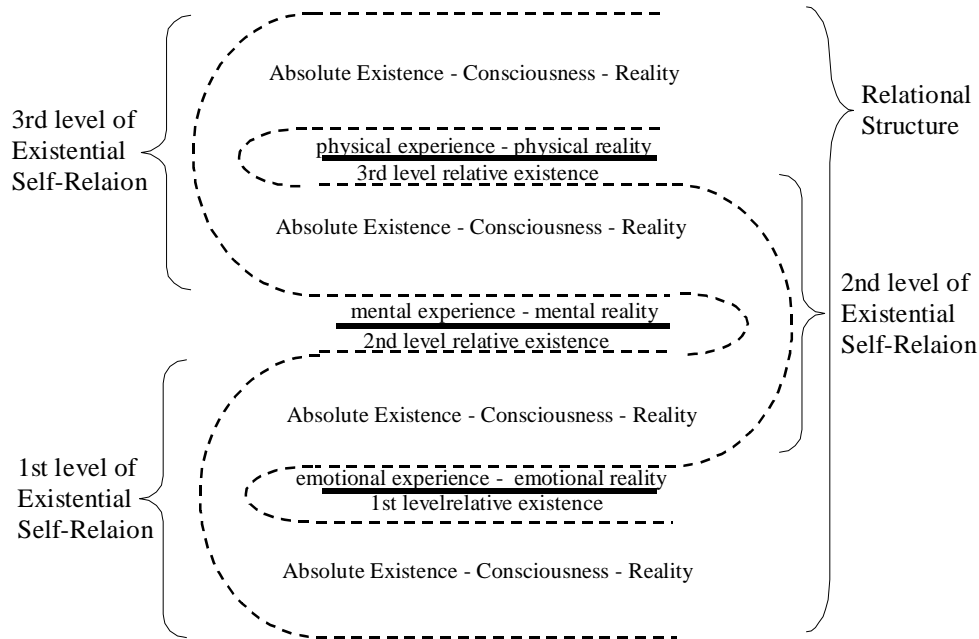 Absolute Existence - Consciousness - Reality
3rd level of
Existential
Self-Relaion
Relational
Structure
physical experience - physical reality
3rd level relative existence
Absolute Existence - Consciousness - Reality
2nd level of
Existential
Self-Relaion
mental experience - mental reality
2nd level relative existence
Absolute Existence - Consciousness - Reality
1st level of
Existential
Self-Relaion
emotional experience - emotional reality
1st levelrelative existence
Absolute Existence - Consciousness - Reality